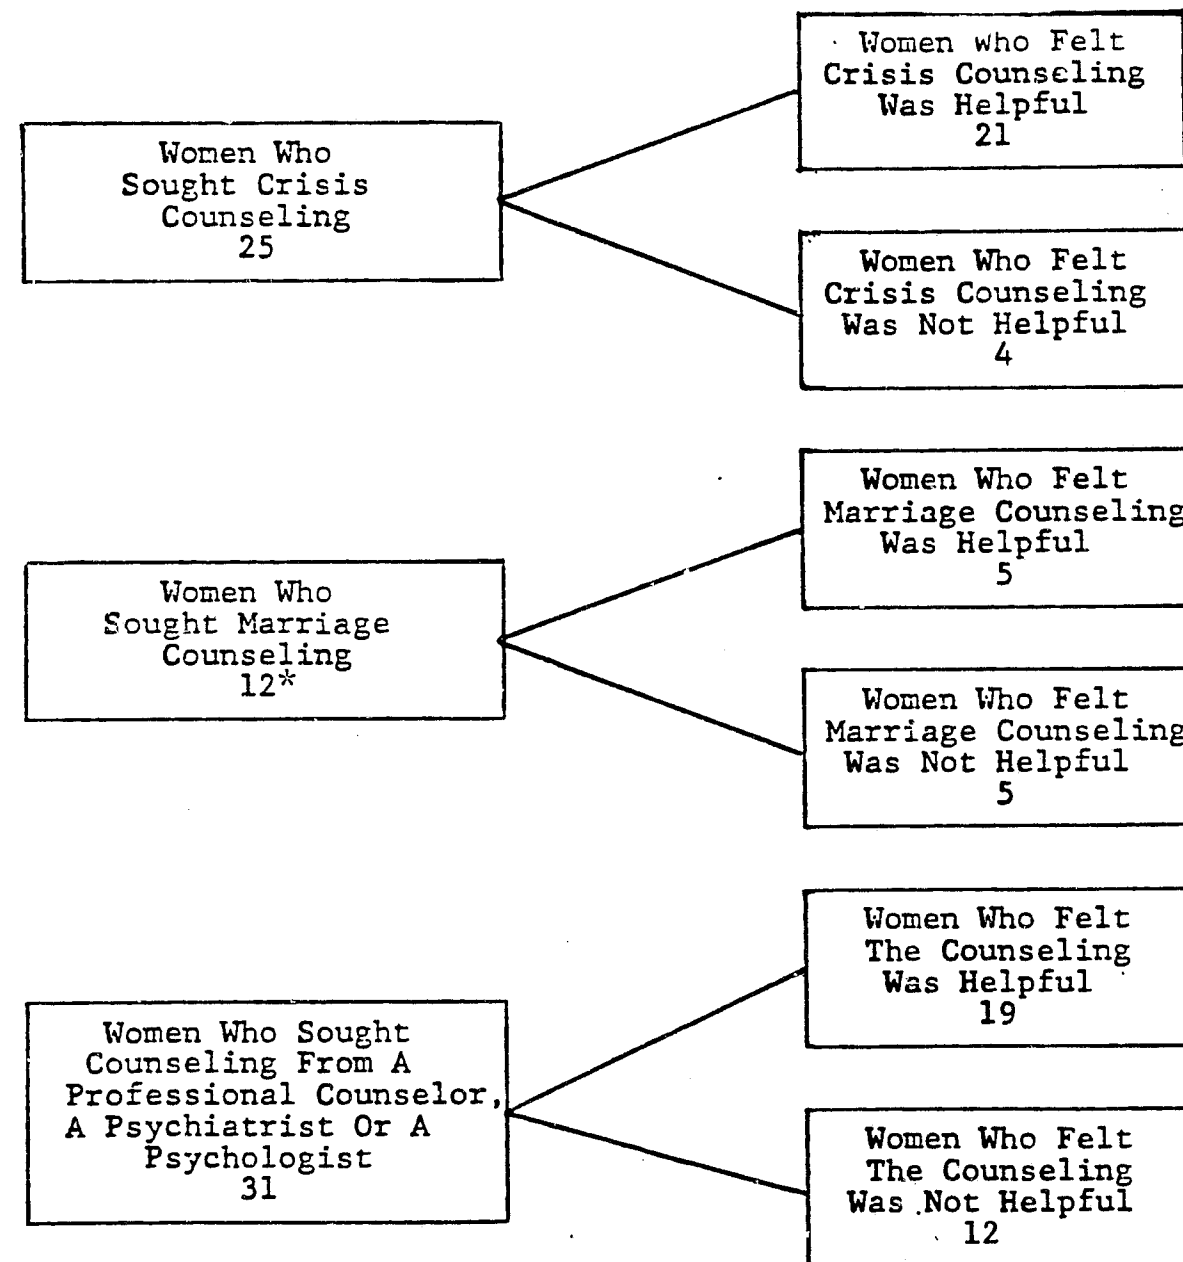 Women Who
Sought Crisis
Counseling
25
Women who Felt
Crisis Counseling
Was Helpful
21
Women Who Felt
Crisis Counseling
Was Not Helpful
4
Women Who
Sought Marriage
Counseling
12*
Women Who Felt
Marriage Counseling
Was Helpful
5
Women Who Felt
Marriage Counseling
Was Not Helpful
5
Women Who Sought
Counseling From A
Professional Counselor,
A Psychiatrist Or A
Psychologist
31
Women Who Felt
The Counseling
Was Helpful
19
Women Who Felt
The Counseling
Was Not Helpful
12